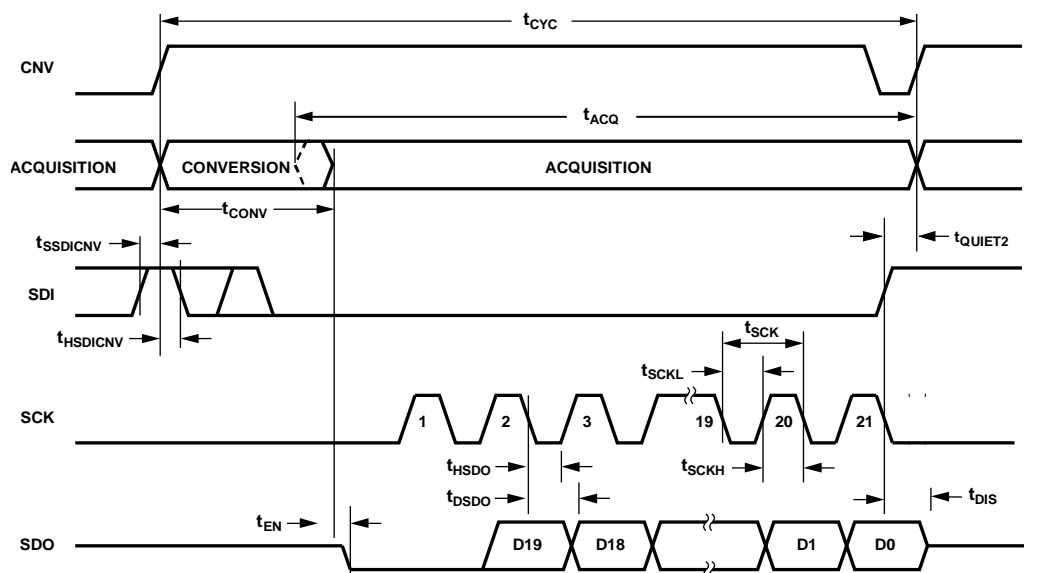 tCYC
CNV
tACQ
ACQUISITION CONVERSION ACQUISITION
tCONV
tSSDICNV
tQUIET2
SDI
tHSDICNV
tSCK
tSCKL
SCK 1 2 3 19 20 21
tHSDO tSCKH
tDSDO tDIS
tEN
SDO D19 D18 D1 D0